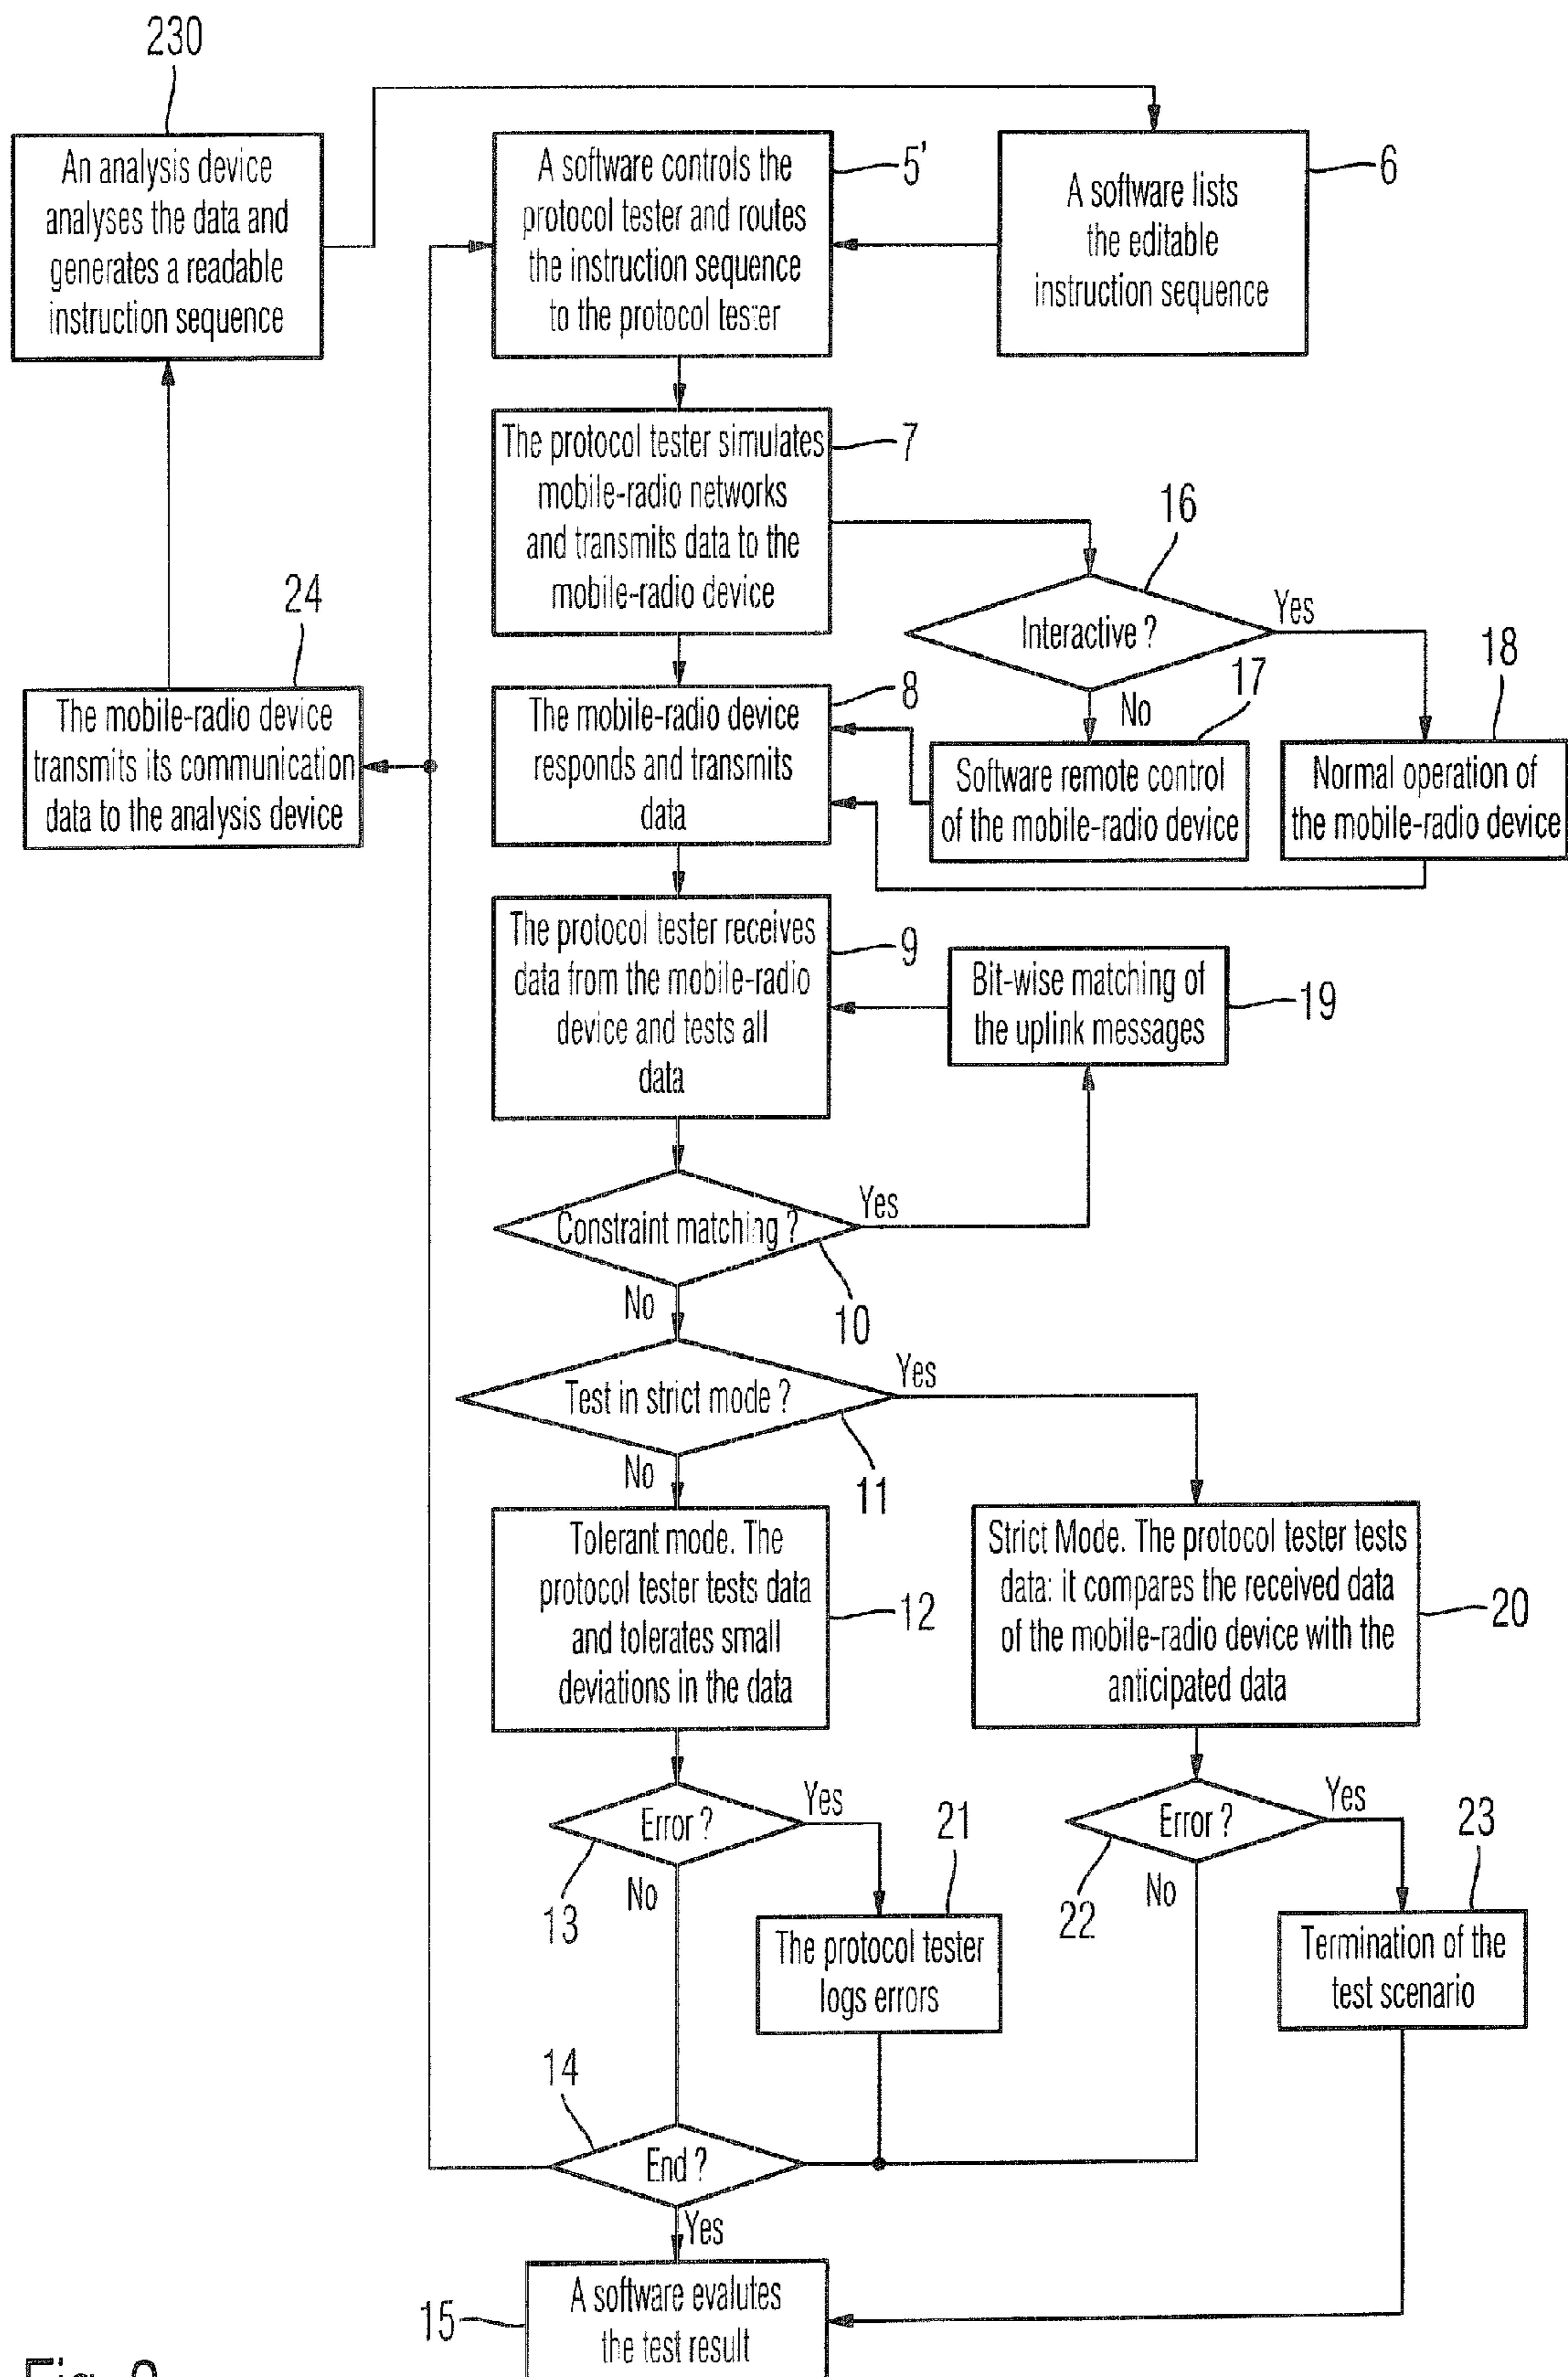 230
An analysis device
analyses the data and
generates a readable
instruction sequence
A software controls the
protocol tester and routes
the instruction sequence
to the protocol tester
5'
A software lists
the editable
instruction sequence
6
The protocol tester simulates
mobile-radio networks
and transmits data to the
mobile-radio device
7
16
Interactive ?
Yes
No
24
The mobile-radio device
transmits its communication
data to the analysis device
The mobile-radio device
responds and transmits
data
8
17
Software remote control
of the mobile-radio device
18
Normal operation of
the mobile-radio device
The protocol tester receives
data from the mobile-radio
device and tests all
data
9
Bit-wise matching of
the uplink messages
19
Constraint matching ?
Yes
No
10
Test in strict mode ?
Yes
No
11
Tolerant mode. The
protocol tester tests data
and tolerates small
deviations in the data
12
Strict Mode. The protocol tester tests
data: it compares the received data
of the mobile-radio device with the
anticipated data
20
Error ?
Yes
13
No
21
The protocol tester
logs errors
Error ?
Yes
22
No
23
Termination of the
test scenario
14
End ?
Yes
15
A software evalutes
the test result